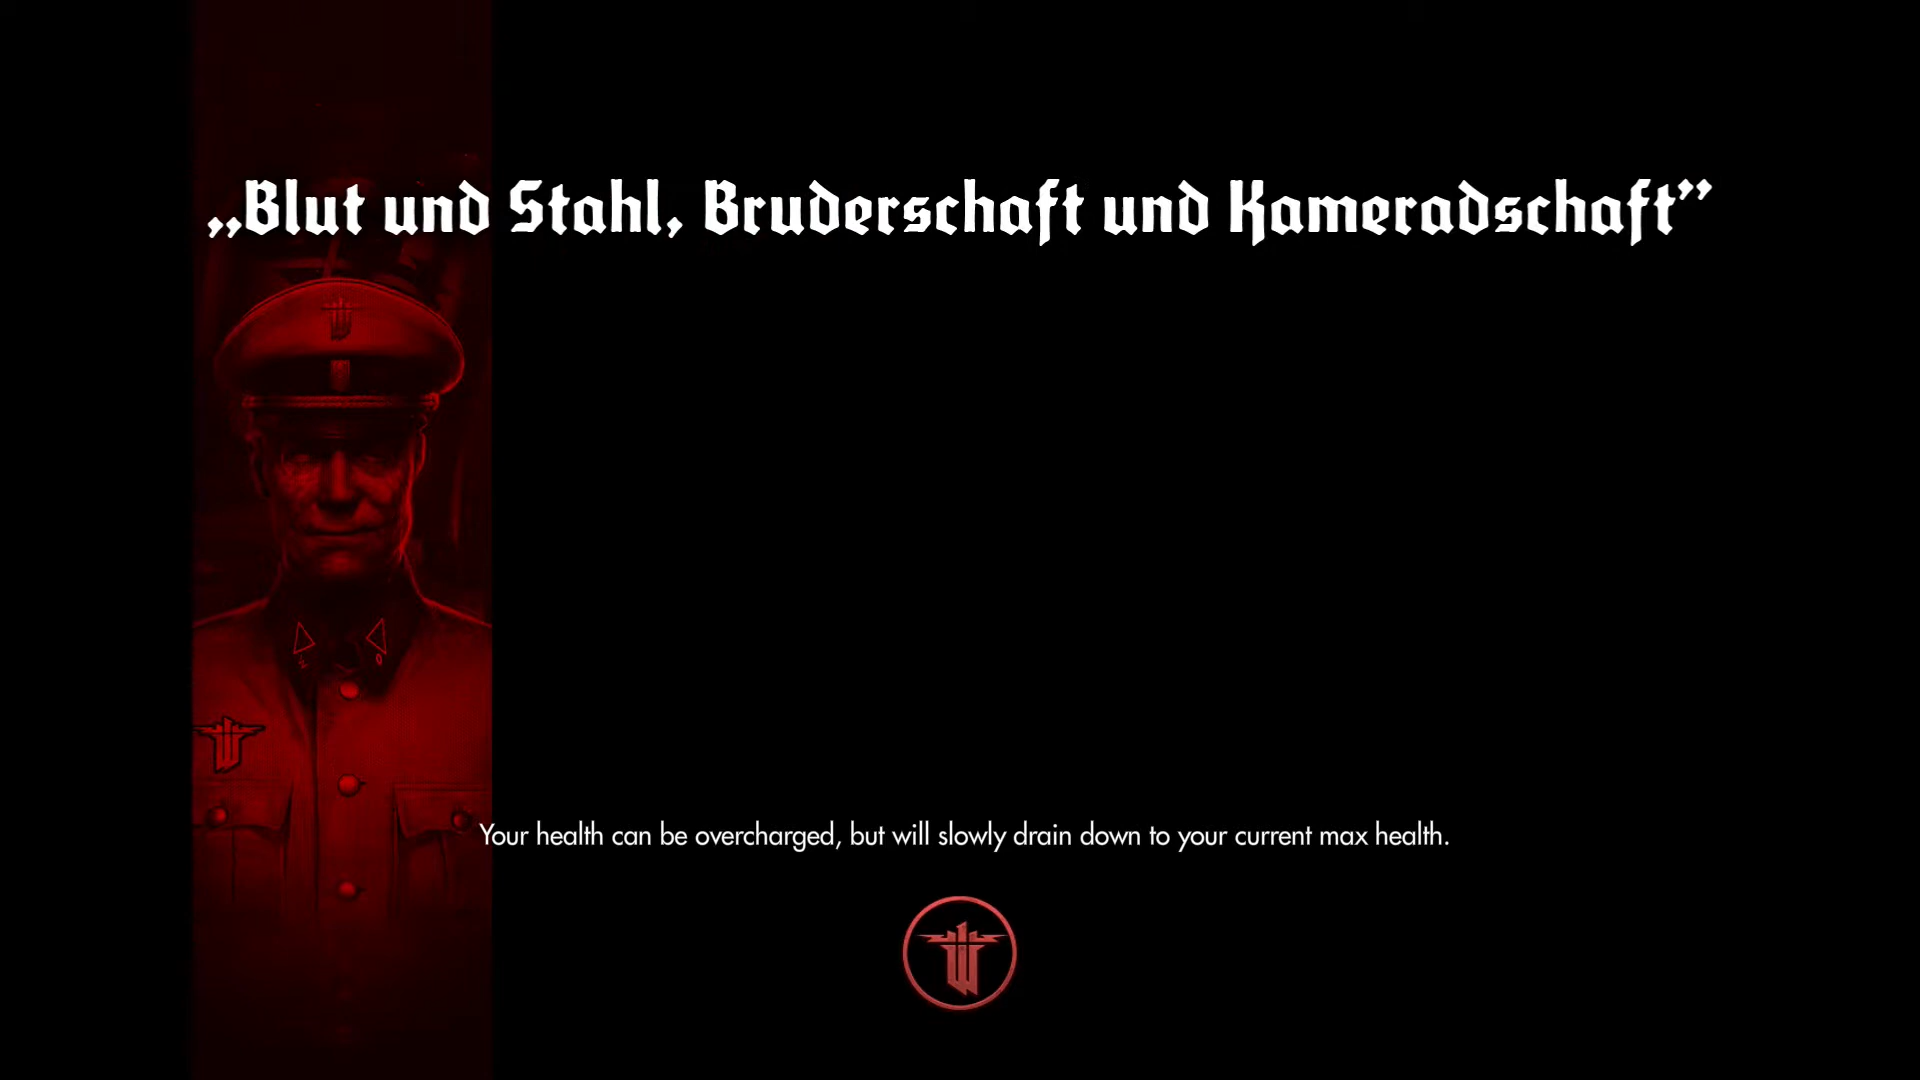 „Blut und Stahl, Bruderschaft und Kameradschaft”
Your health can be overcharged, but will slowly drain down to your current max health.